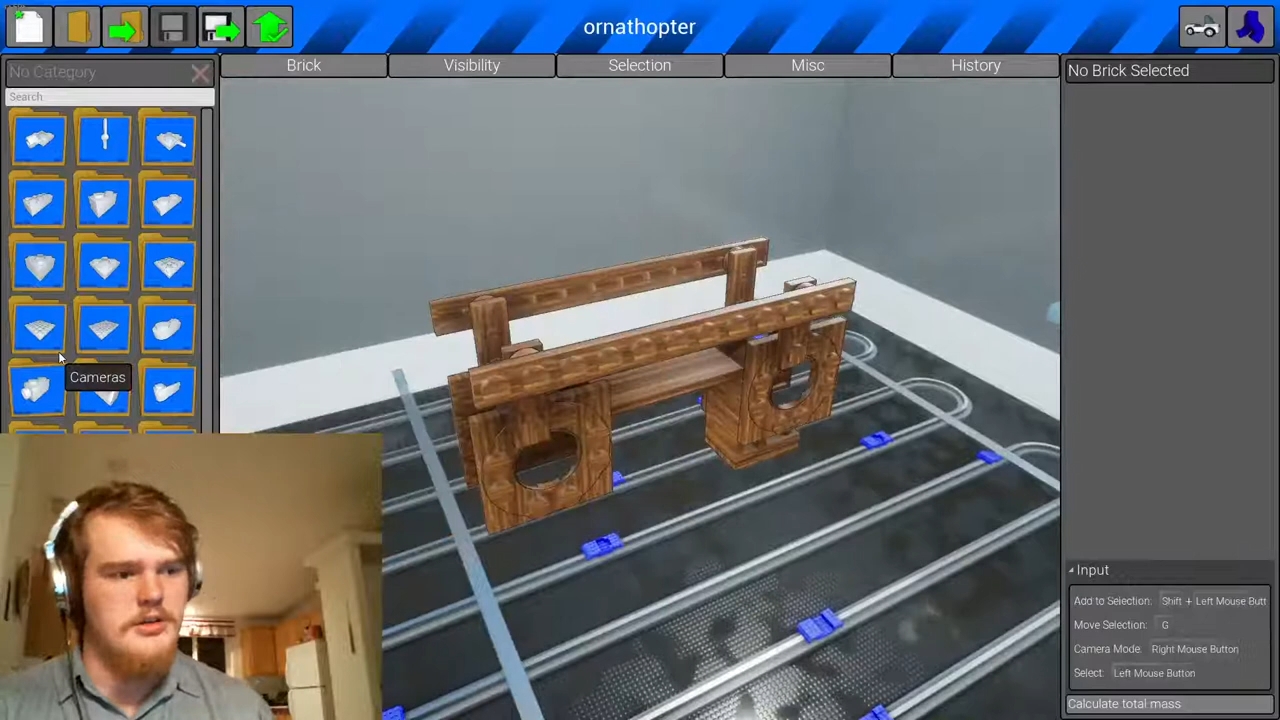 ornathopter
No Category
Search
Brick
Visibility
Selection
Misc
History
No Brick Selected
Cameras
Input
Add to Selection: Shift + Left Mouse Butt
Move Selection: G
Camera Mode: Right Mouse Button
Select: Left Mouse Button
Calculate total mass